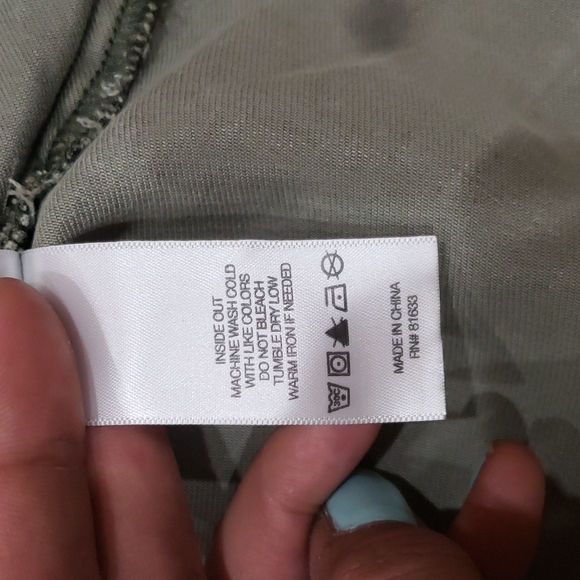 INSIDE OUT
MACHINE WASH COLD
WITH LIKE COLORS
DO NOT BLEACH
TUMBLE DRY LOW
WARM IRON IF NEEDED
30C
MADE IN CHINA
RN# 81633